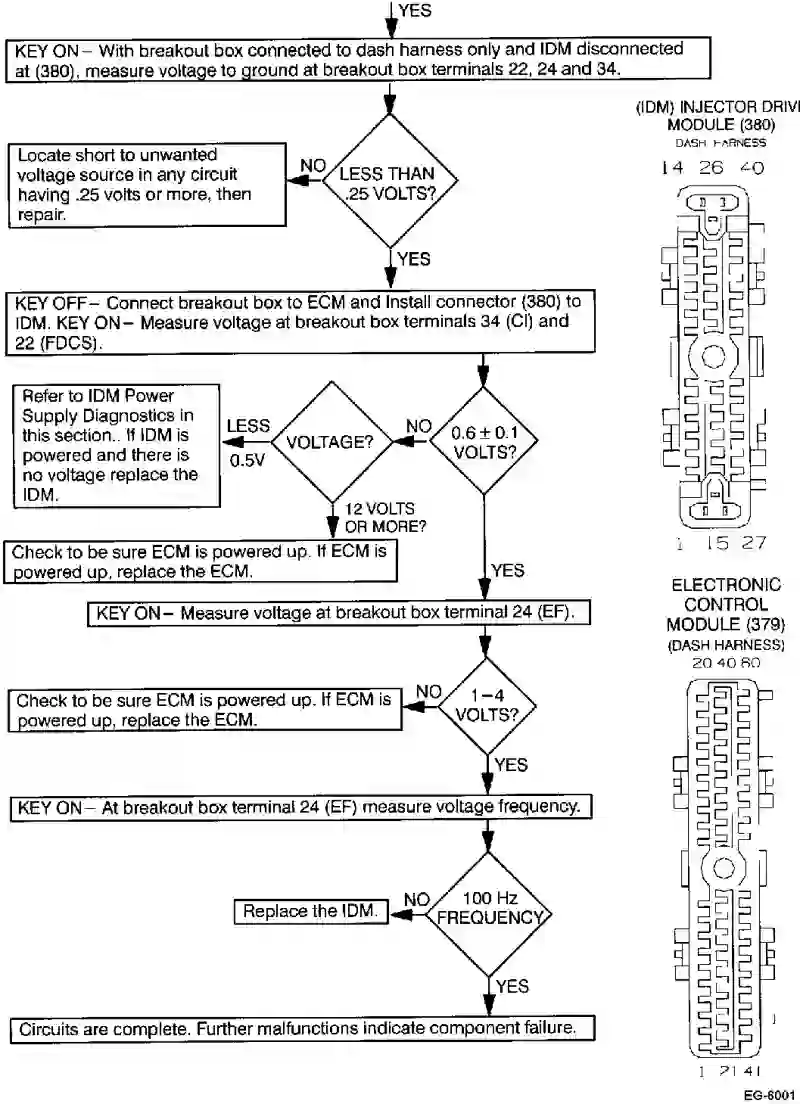 YES
KEY ON – With breakout box connected to dash harness only and IDM disconnected
at (380), measure voltage to ground at breakout box terminals 22, 24 and 34.
Locate short to unwanted
voltage source in any circuit
having .25 volts or more, then
repair.
NO
LESS THAN
.25 VOLTS?
YES
KEY OFF – Connect breakout box to ECM and Install connector (380) to
IDM. KEY ON – Measure voltage at breakout box terminals 34 (CI) and
22 (FDCS).
Refer to IDM Power
Supply Diagnostics in
this section.. If IDM is
powered and there is
no voltage replace the
IDM.
LESS
0.5V
VOLTAGE?
NO
0.6 ± 0.1
VOLTS?
12 VOLTS
OR MORE?
Check to be sure ECM is powered up. If ECM is
powered up, replace the ECM.
YES
KEY ON – Measure voltage at breakout box terminal 24 (EF).
Check to be sure ECM is powered up. If ECM is
powered up, replace the ECM.
NO
1–4
VOLTS?
YES
KEY ON – At breakout box terminal 24 (EF) measure voltage frequency.
Replace the IDM.
NO
100 Hz
FREQUENCY
YES
Circuits are complete. Further malfunctions indicate component failure.
(IDM) INJECTOR DRIV
MODULE (380)
DASH HARNESS
14 26 40
1 15 27
ELECTRONIC
CONTROL
MODULE (379)
(DASH HARNESS)
20 40 60
1 21 41
EG-6001